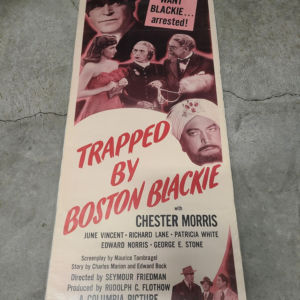 WANT
BLACKIE...
arrested!
TRAPPED
BY
BOSTON BLACKIE
with
CHESTER MORRIS
JUNE VINCENT • RICHARD LANE • PATRICIA WHITE
EDWARD NORRIS • GEORGE E. STONE
Screenplay by Maurice Tombragel
Story by Charles Marion and Edward Bock
Directed by SEYMOUR FRIEDMAN
Produced by RUDOLPH C. FLOTHOW
A COLUMBIA PICTURE